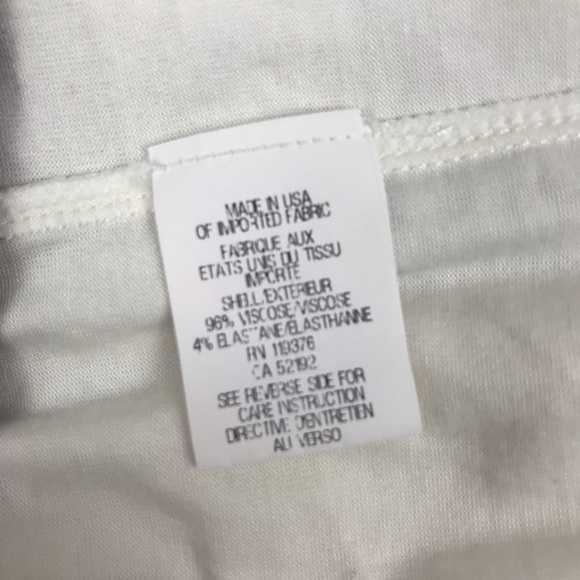 MADE IN USA
OF IMPORTED FABRIC
FABRIQUE AUX
ETATS UNIS DU TISSU
IMPORTE
SHELL/EXTERIEUR
96% VISCOSE/VISCOSE
4% ELASTANE/ELASTHANNE
RN 119376
CA 52192
SEE REVERSE SIDE FOR
CARE INSTRUCTION
DIRECTIVE D'ENTRETIEN
AU VERSO